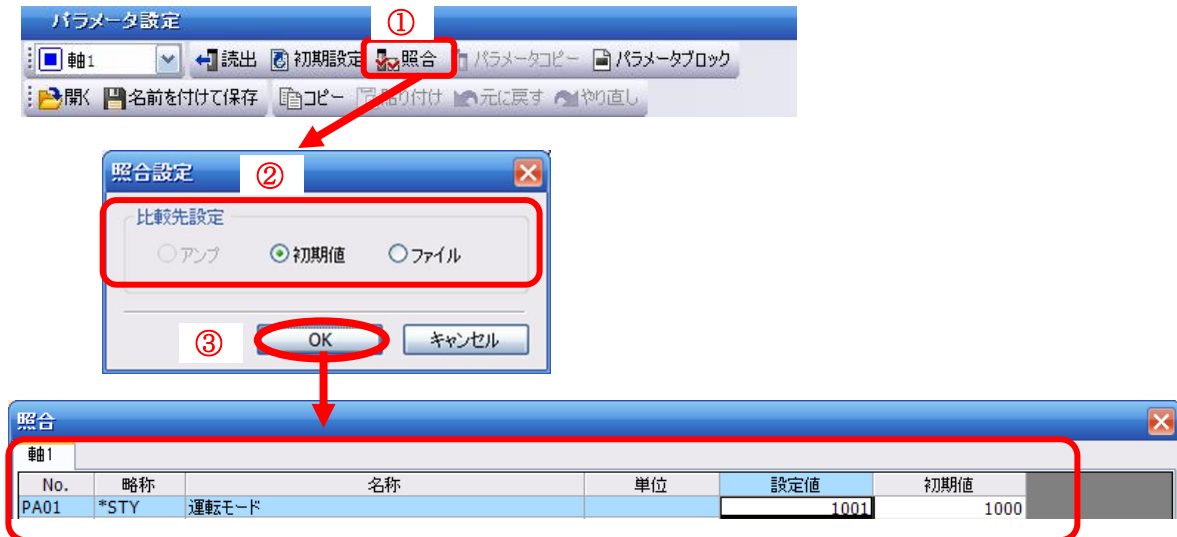 パラメータ設定
①
軸1 読出 初期設定 照合 パラメータコピー パラメータブロック
開く 名前を付けて保存 コピー 貼り付け 元に戻す やり直し
照合設定
②
比較先設定
アンプ 初期値 ファイル
③
OK キャンセル
照合
軸1
No. 略称 名称 単位 設定値 初期値
PA01 *STY 運転モード 1001 1000